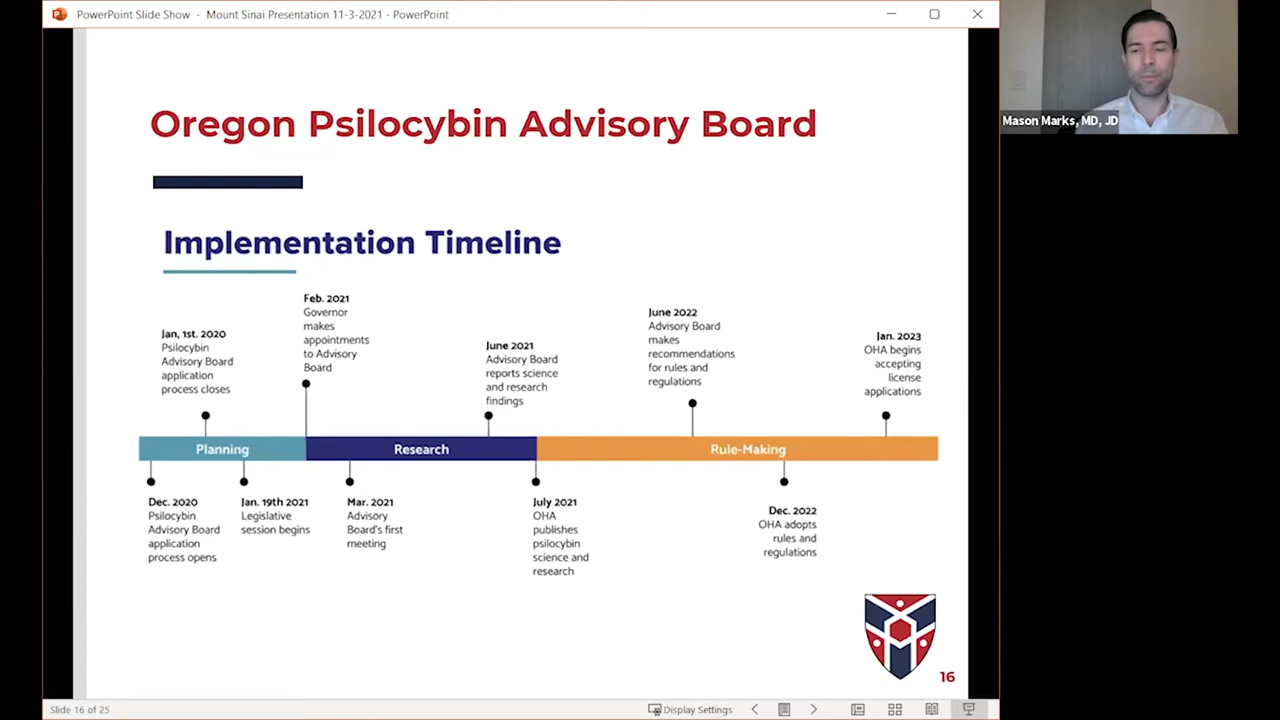 PowerPoint Slide Show - Mount Sinai Presentation 11-3-2021 - PowerPoint
Mason Marks, MD, JD
Oregon Psilocybin Advisory Board
Implementation Timeline
Jan, 1st. 2020
Psilocybin
Advisory Board
application
process closes
Feb. 2021
Governor
makes
appointments
to Advisory
Board
June 2021
Advisory Board
reports science
and research
findings
June 2022
Advisory Board
makes
recommendations
for rules and
regulations
Jan. 2023
OHA begins
accepting
license
applications
Planning
Research
Rule-Making
Dec. 2020
Psilocybin
Advisory Board
application
process opens
Jan. 19th 2021
Legislative
session begins
Mar. 2021
Advisory
Board's first
meeting
July 2021
OHA
publishes
psilocybin
science and
research
Dec. 2022
OHA adopts
rules and
regulations
16
Slide 16 of 25
Display Settings